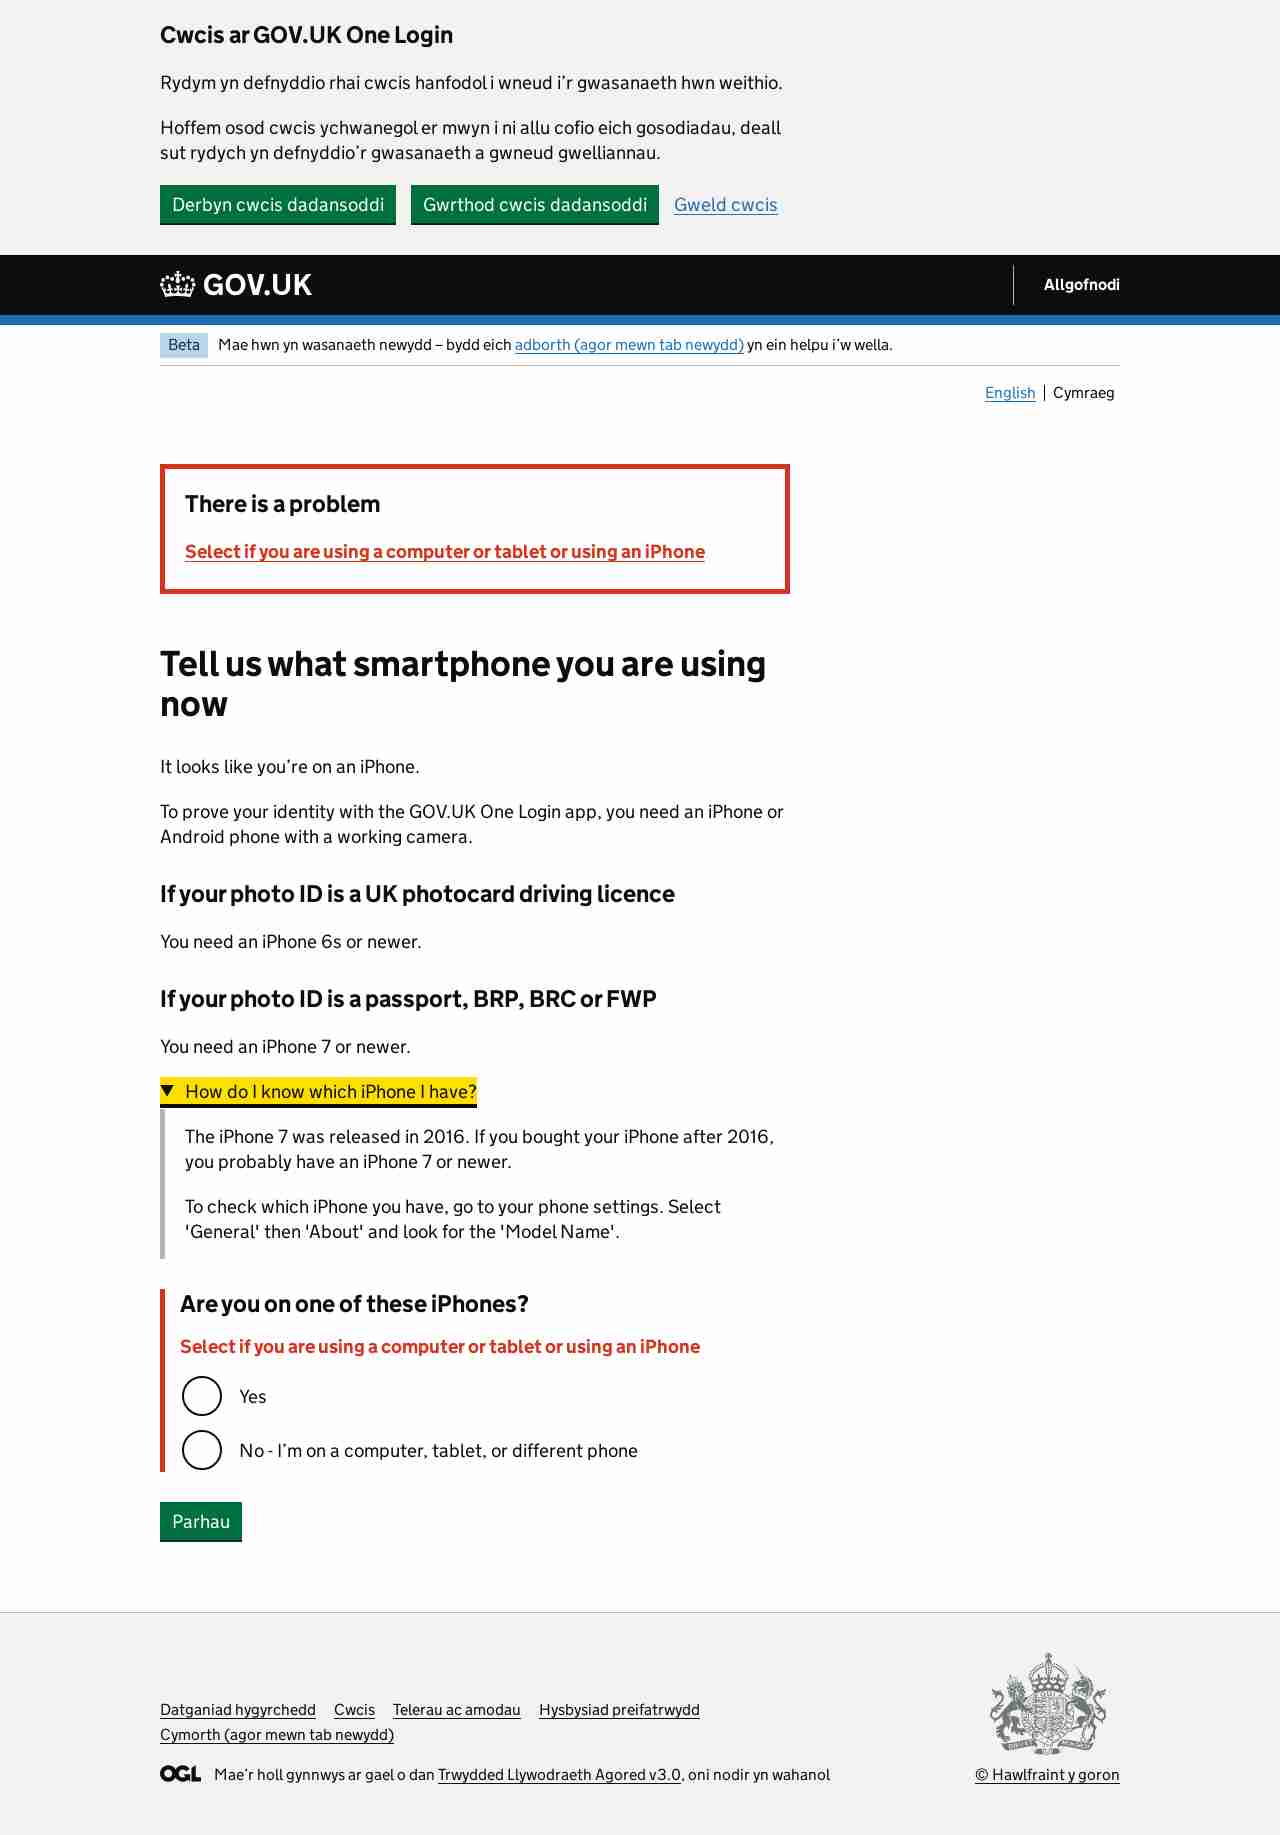 Cwcis ar GOV.UK One Login
Rydym yn defnyddio rhai cwcis hanfodol i wneud i’r gwasanaeth hwn weithio.
Hoffem osod cwcis ychwanegol er mwyn i ni allu cofio eich gosodiadau, deall
sut rydych yn defnyddio’r gwasanaeth a gwneud gwelliannau.
Derbyn cwcis dadansoddi Gwrthod cwcis dadansoddi Gweld cwcis
GOV.UK Allgofnodi
Beta Mae hwn yn wasanaeth newydd – bydd eich adborth (agor mewn tab newydd) yn ein helpu i’w wella.
English Cymraeg
There is a problem
Select if you are using a computer or tablet or using an iPhone
Tell us what smartphone you are using
now
It looks like you’re on an iPhone.
To prove your identity with the GOV.UK One Login app, you need an iPhone or
Android phone with a working camera.
If your photo ID is a UK photocard driving licence
You need an iPhone 6s or newer.
If your photo ID is a passport, BRP, BRC or FWP
You need an iPhone 7 or newer.
How do I know which iPhone I have?
The iPhone 7 was released in 2016. If you bought your iPhone after 2016,
you probably have an iPhone 7 or newer.
To check which iPhone you have, go to your phone settings. Select
'General' then 'About' and look for the 'Model Name'.
Are you on one of these iPhones?
Select if you are using a computer or tablet or using an iPhone
Yes
No - I’m on a computer, tablet, or different phone
Parhau
Datganiad hygyrchedd Cwcis Telerau ac amodau Hysbysiad preifatrwydd
Cymorth (agor mewn tab newydd)
OGL Mae’r holl gynnwys ar gael o dan Trwydded Llywodraeth Agored v3.0, oni nodir yn wahanol
© Hawlfraint y goron